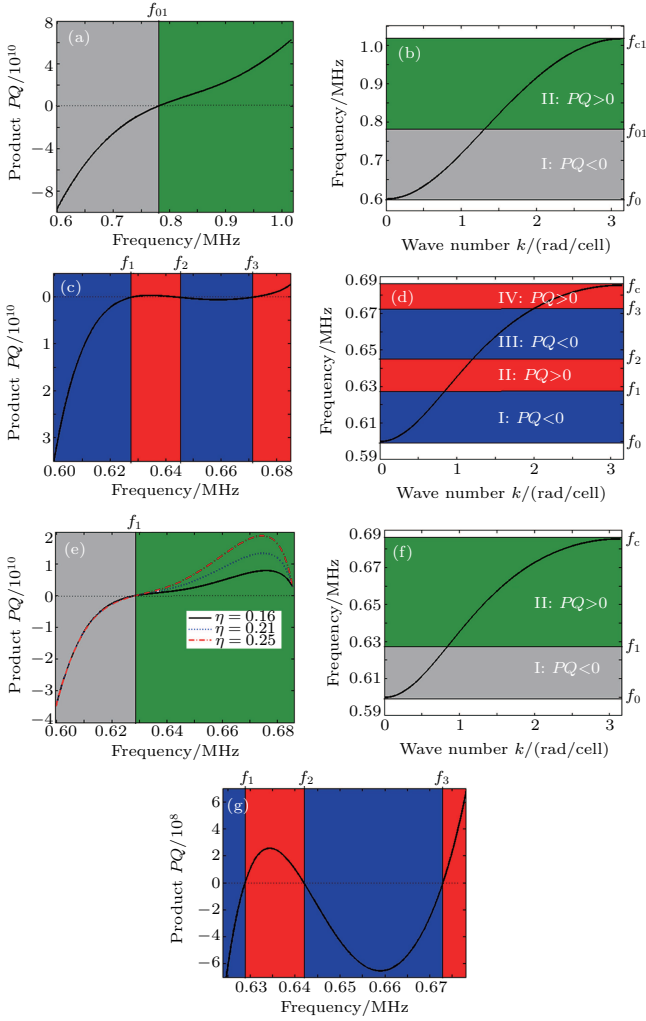 f01
(a)
Product PQ/10^10
8
4
0
−4
−8
0.6 0.7 0.8 0.9 1.0
Frequency/MHz
(b)
Frequency/MHz
1.0
0.9
0.8
0.7
0.6
II: PQ>0
I: PQ<0
fc1
f01
f0
0 1 2 3
Wave number k/(rad/cell)
f1 f2 f3
(c)
Product PQ/10^10
0
1
2
3
0.60 0.62 0.64 0.66 0.68
Frequency/MHz
(d)
Frequency/MHz
0.69
0.67
0.65
0.63
0.61
0.59
IV: PQ>0
III: PQ<0
II: PQ>0
I: PQ<0
fc
f3
f2
f1
f0
0 1 2 3
Wave number k/(rad/cell)
f1
(e)
Product PQ/10^10
2
1
0
−1
−2
−3
−4
η = 0.16
η = 0.21
η = 0.25
0.60 0.62 0.64 0.66 0.68
Frequency/MHz
(f)
Frequency/MHz
0.69
0.67
0.65
0.63
0.61
0.59
II: PQ>0
I: PQ<0
fc
f1
f0
0 1 2 3
Wave number k/(rad/cell)
f1 f2 f3
(g)
Product PQ/10^8
6
4
2
0
−2
−4
−6
0.63 0.64 0.65 0.66 0.67
Frequency/MHz